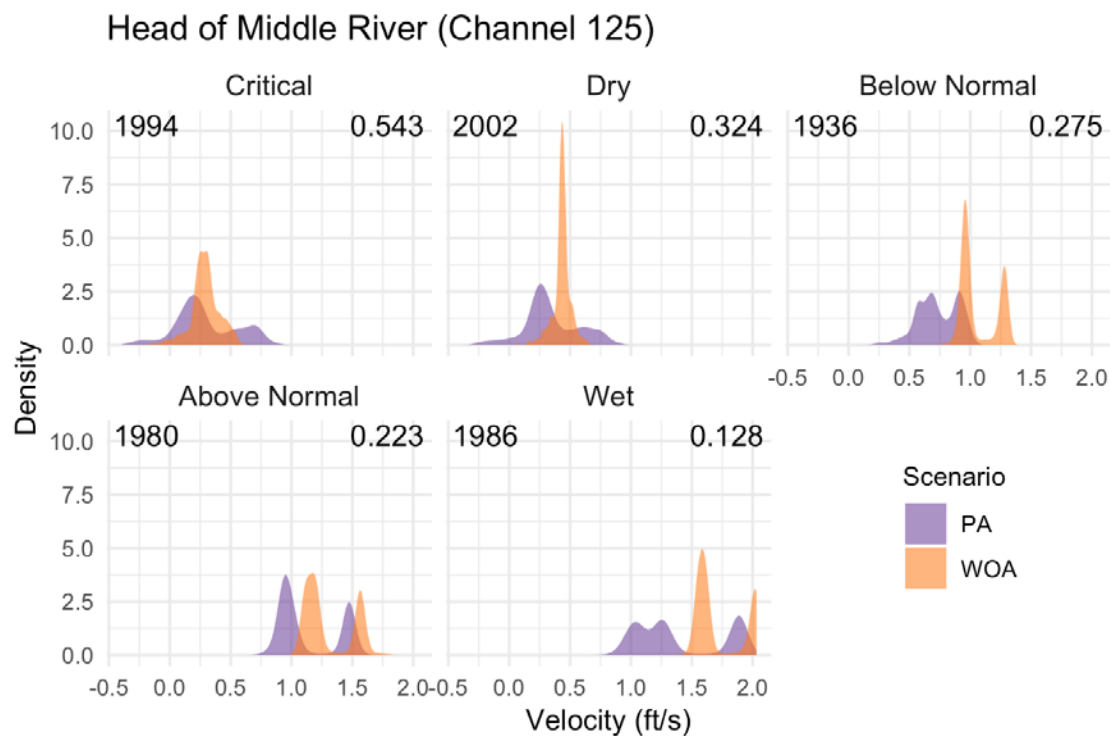 Head of Middle River (Channel 125)
Critical
Dry
Below Normal
1994 0.543
2002 0.324
1936 0.275
10.0
7.5
5.0
2.5
0.0
-0.5 0.0 0.5 1.0 1.5 2.0
Density
Above Normal
Wet
1980 0.223
1986 0.128
10.0
7.5
5.0
2.5
0.0
-0.5 0.0 0.5 1.0 1.5 2.0
-0.5 0.0 0.5 1.0 1.5 2.0
Velocity (ft/s)
Scenario
PA
WOA